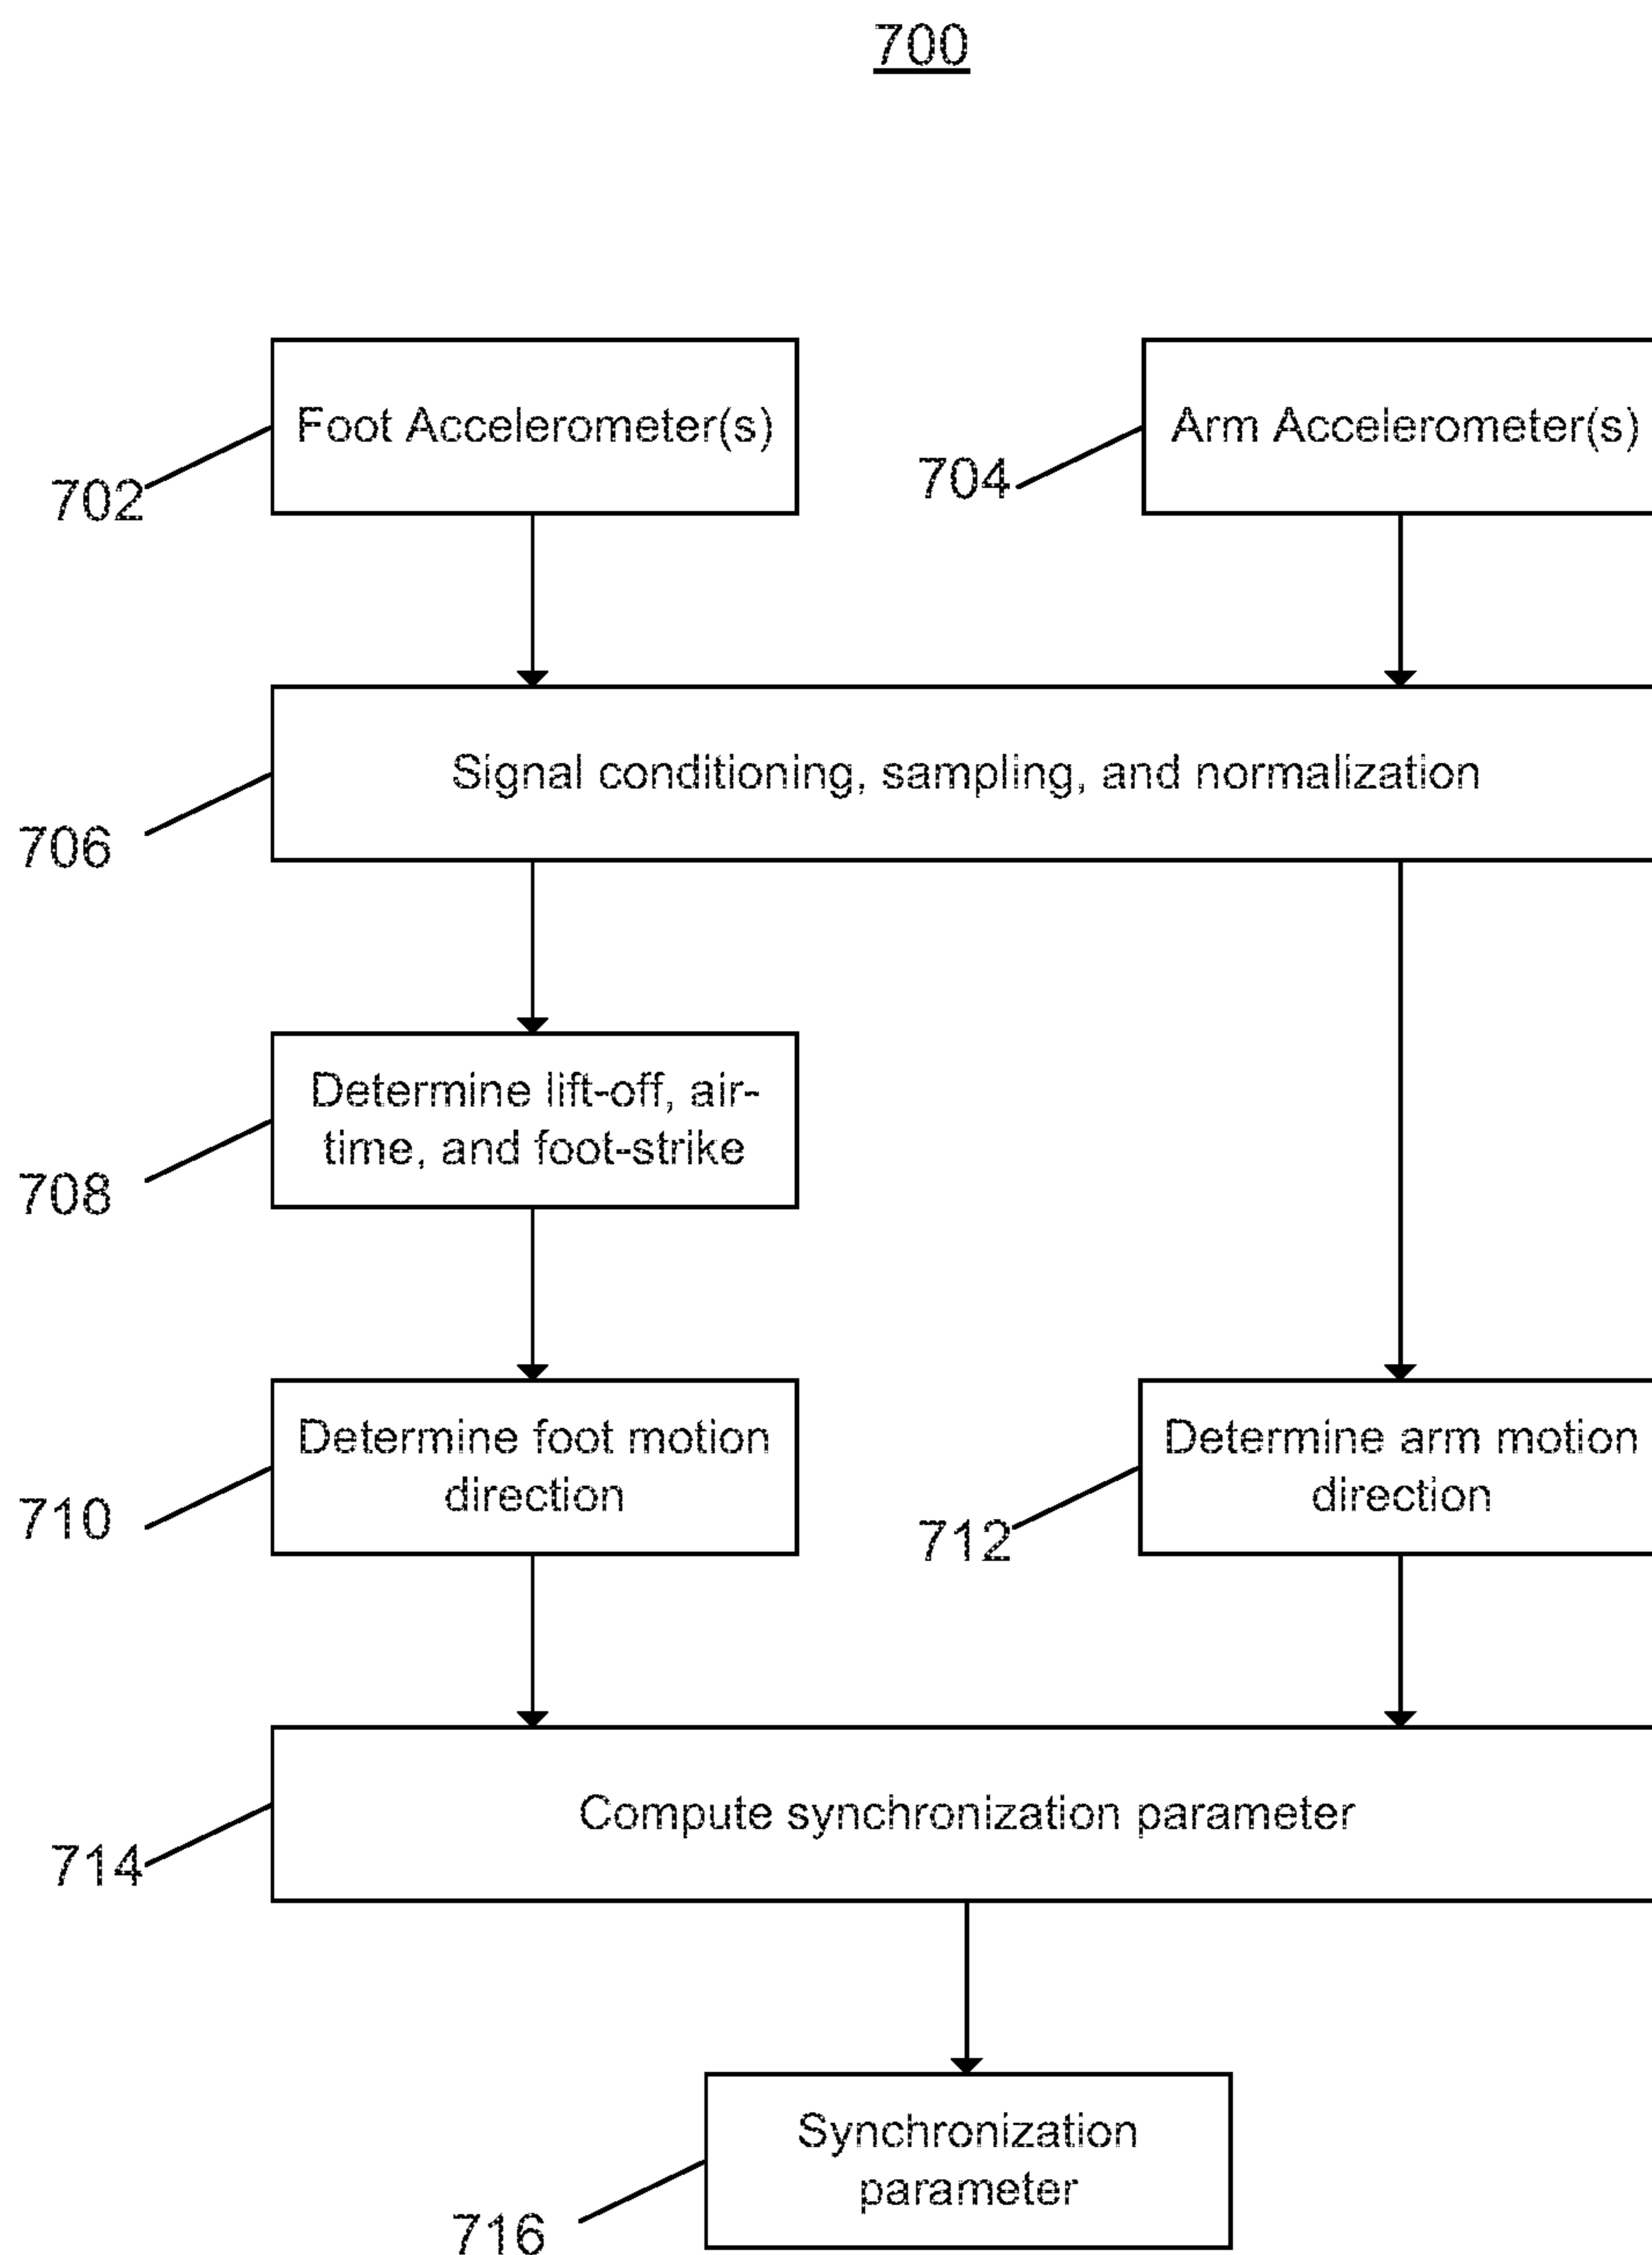 700
Foot Accelerometer(s)
Arm Accelerometer(s)
702
704
Signal conditioning, sampling, and normalization
706
Determine lift-off, air-
time, and foot-strike
708
Determine foot motion
direction
Determine arm motion
direction
710
712
Compute synchronization parameter
714
Synchronization
parameter
716